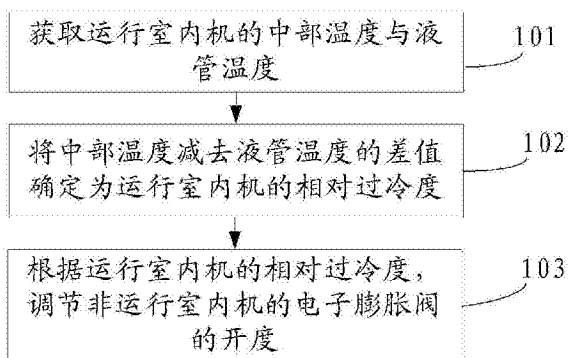 获取运行室内机的中部温度与液
管温度
101
将中部温度减去液管温度的差值
确定为运行室内机的相对过冷度
102
根据运行室内机的相对过冷度，
调节非运行室内机的电子膨胀阀
的开度
103